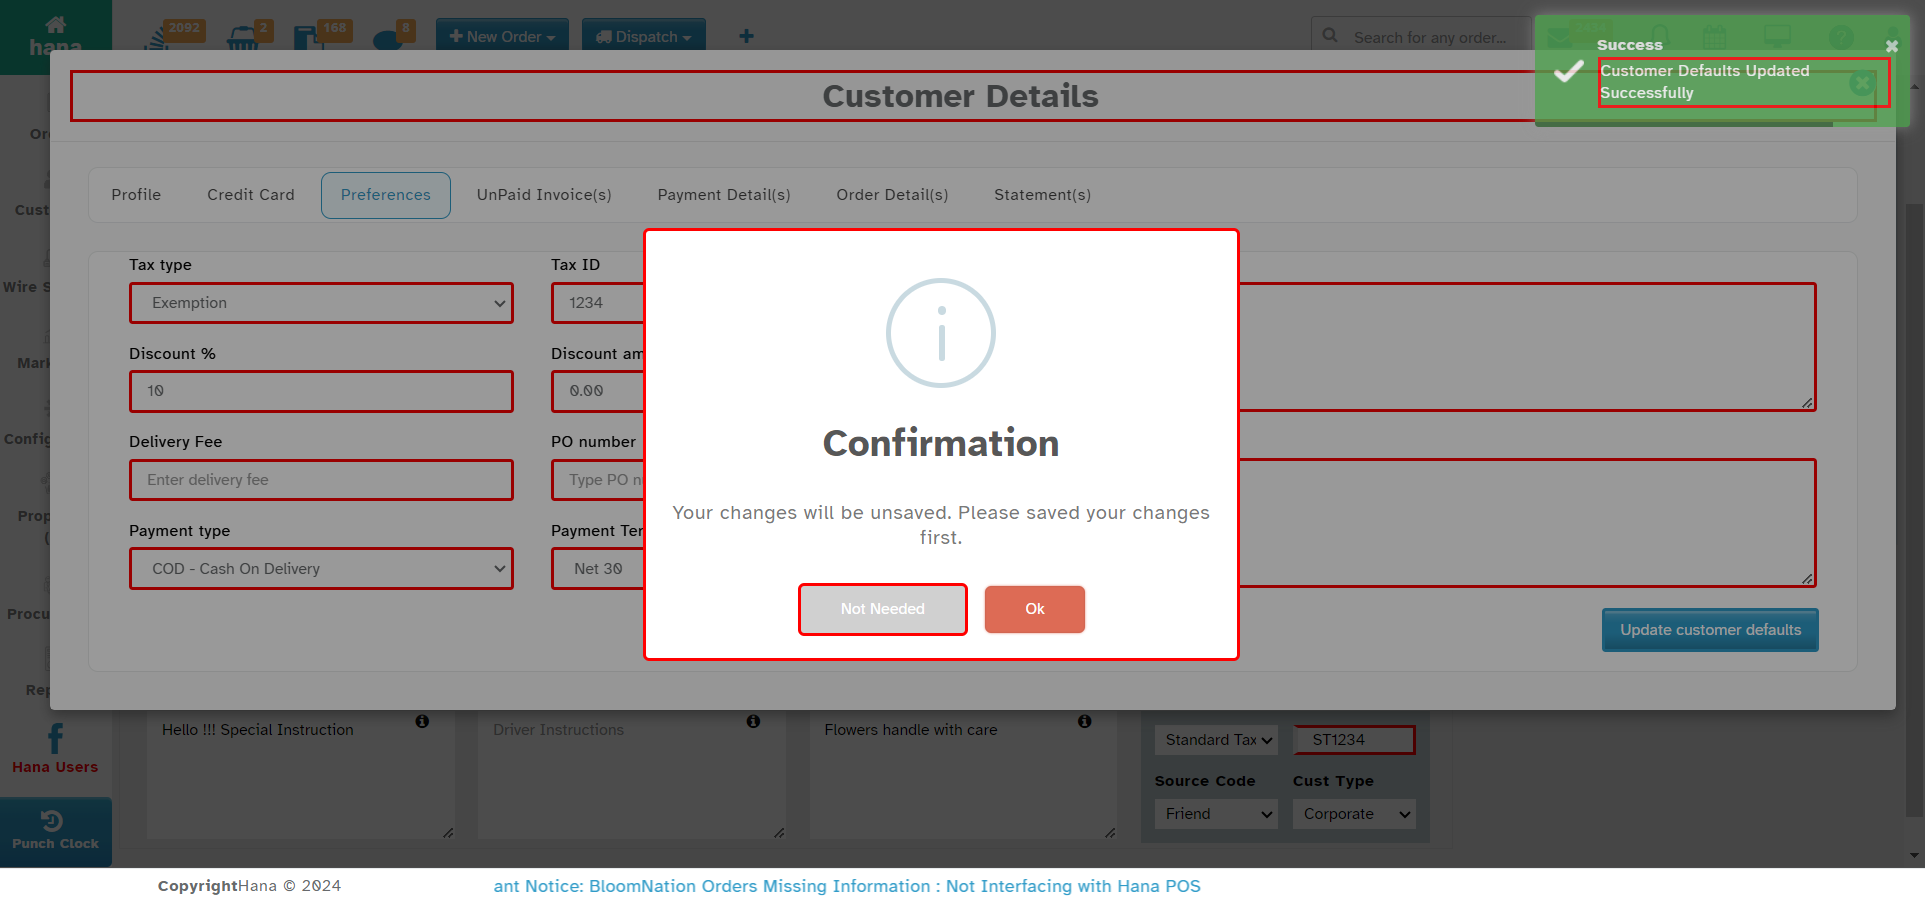 hana
2092
2
168
8
New Order
Dispatch
Search for any order...
Success
Customer Defaults Updated
Successfully
Customer Details
Profile
Credit Card
Preferences
UnPaid Invoice(s)
Payment Detail(s)
Order Detail(s)
Statement(s)
Tax type
Tax ID
Exemption
1234
Discount %
Discount am
10
0.00
Delivery Fee
PO number
Enter delivery fee
Type PO n
Payment type
Payment Ter
COD - Cash On Delivery
Net 30
Confirmation
Your changes will be unsaved. Please saved your changes
first.
Not Needed
Ok
Update customer defaults
Or
Cust
Wire S
Mark
Config
Prop
(
Procu
Rep
Hana Users
Punch Clock
Hello !!! Special Instruction
Driver Instructions
Flowers handle with care
Standard Tax
ST1234
Source Code
Cust Type
Friend
Corporate
CopyrightHana © 2024
ant Notice: BloomNation Orders Missing Information : Not Interfacing with Hana POS